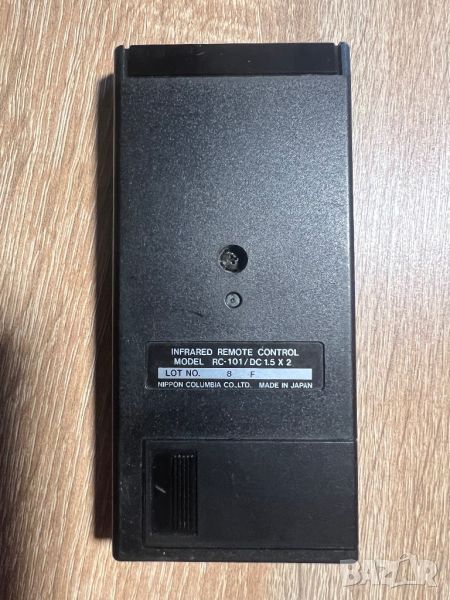 INFRARED REMOTE CONTROL
MODEL RC-101/DC 1.5 X 2
LOT NO. 8 F
NIPPON COLUMBIA CO.,LTD. MADE IN JAPAN
BAZAR